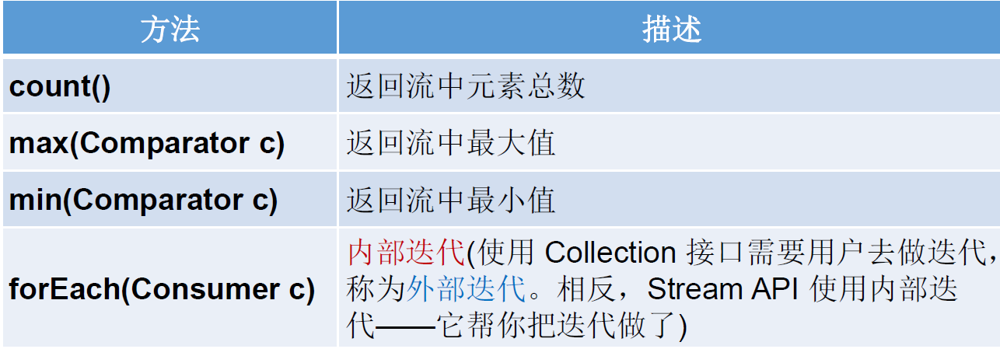 方法 描述
count() 返回流中元素总数
max(Comparator c) 返回流中最大值
min(Comparator c) 返回流中最小值
forEach(Consumer c) 内部迭代(使用 Collection 接口需要用户去做迭代，
称为外部迭代。相反，Stream API 使用内部迭
代——它帮你把迭代做了)